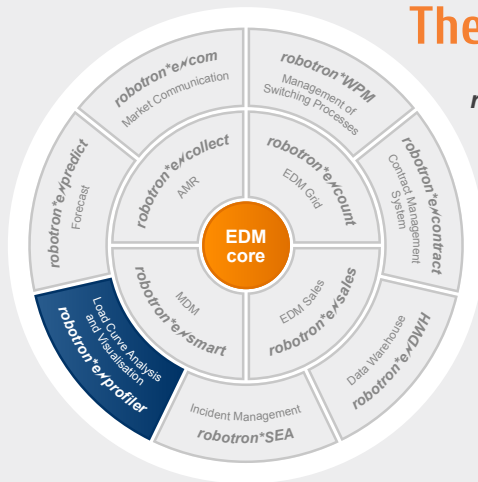 The
r
robotron*e~com
Market Communication
robotron*WPM
Management of
Switching Processes
robotron*e~predict
Forecast
robotron*e~collect
AMR
robotron*e~count
EDM Grid
robotron*e~contract
Contract Management
System
EDM
core
MDM
robotron*e~smart
EDM Sales
robotron*e~sales
Load Curve Analysis
and Visualisation
robotron*e~profiler
Data Warehouse
robotron*e~DWH
Incident Management
robotron*SEA